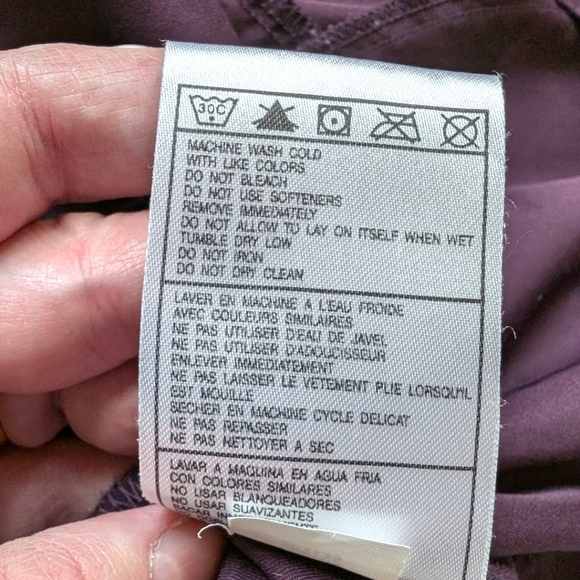 30C
MACHINE WASH COLD
WITH LIKE COLORS
DO NOT BLEACH
DO NOT USE SOFTENERS
REMOVE IMMEDIATELY
DO NOT ALLOW TO LAY ON ITSELF WHEN WET
TUMBLE DRY LOW
DO NOT IRON
DO NOT DRY CLEAN
LAVER EN MACHINE A L'EAU FROIDE
AVEC COULEURS SIMILAIRES
NE PAS UTILISER D'EAU DE JAVEL
NE PAS UTILISER D'ADOUCISSEUR
ENLEVER IMMEDIATEMENT
NE PAS LAISSER LE VETEMENT PLIE LORSQU'IL
EST MOUILLE
SECHER EN MACHINE CYCLE DELICAT
NE PAS REPASSER
NE PAS NETTOYER A SEC
LAVAR A MAQUINA EN AGUA FRIA
CON COLORES SIMILARES
NO USAR BLANQUEADORES
NO USAR SUAVIZANTES
SACAR